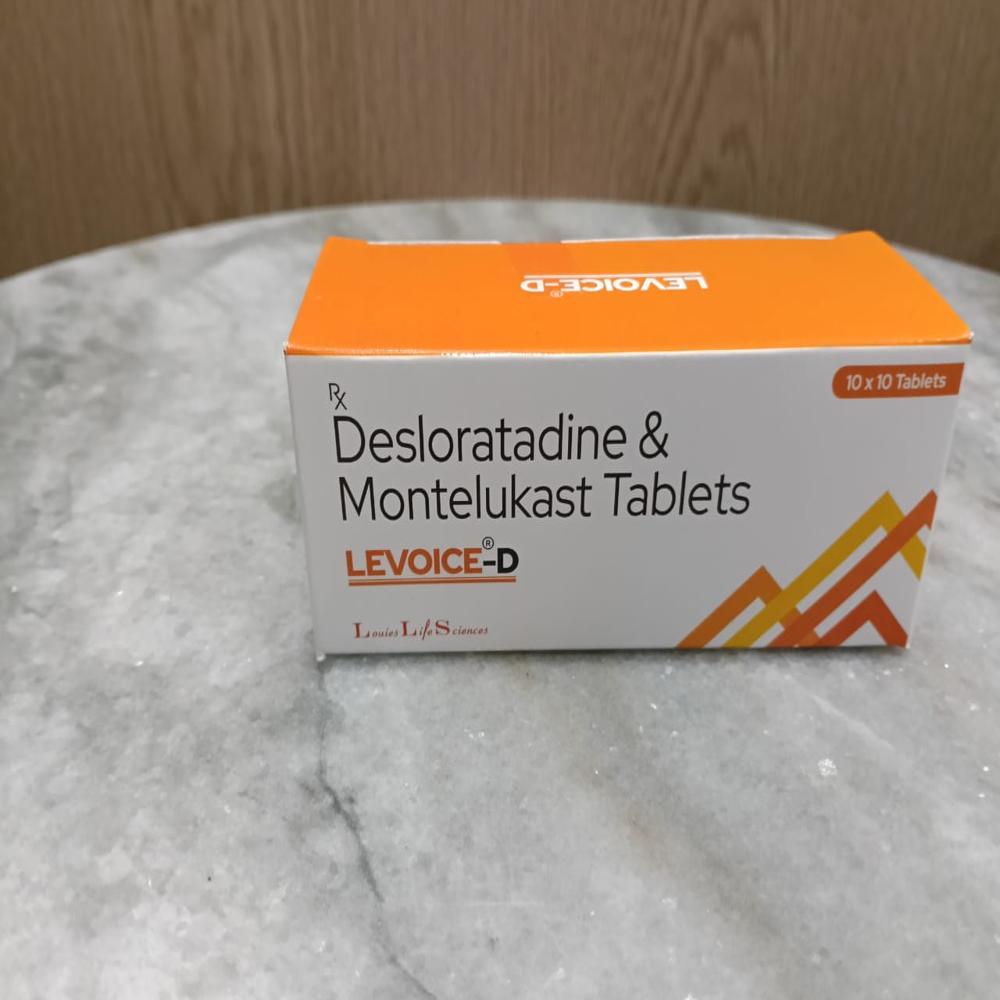 LEVOICE-D®
10 x 10 Tablets
Rx
Desloratadine &
Montelukast Tablets
LEVOICE®-D
Louies Life Sciences